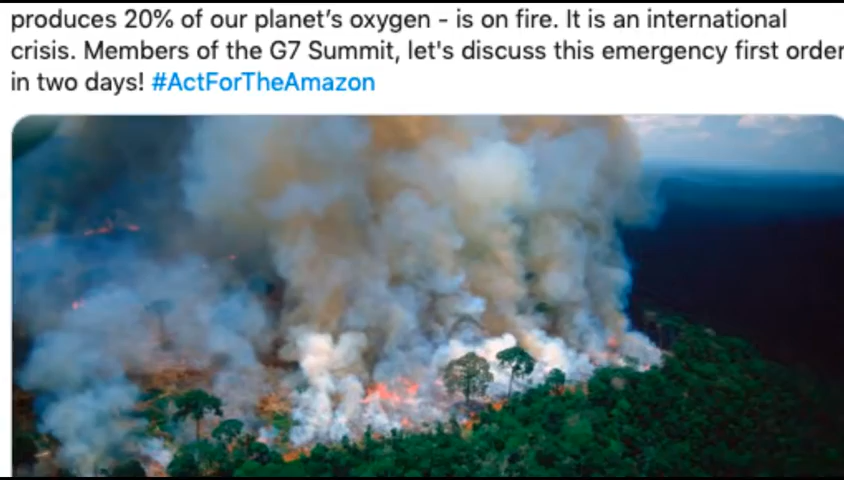 produces 20% of our planet’s oxygen - is on fire. It is an international
crisis. Members of the G7 Summit, let's discuss this emergency first order
in two days! #ActForTheAmazon